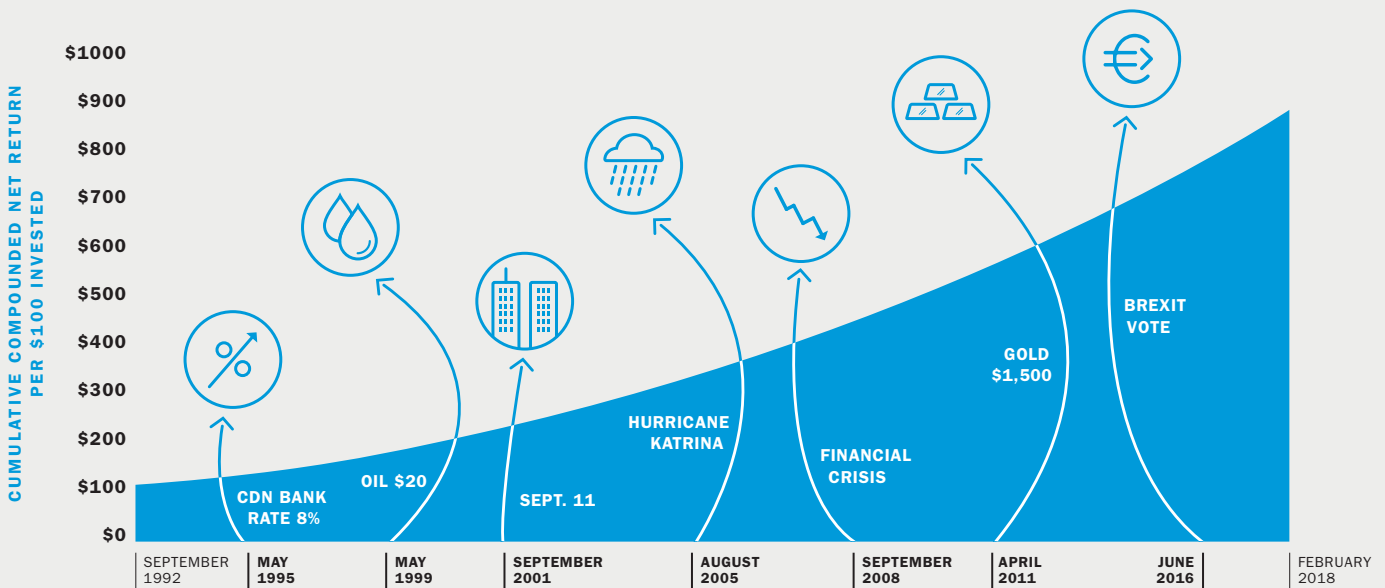 CUMULATIVE COMPOUNDED NET RETURN
PER $100 INVESTED
$1000
$900
$800
$700
$600
$500
$400
$300
$200
$100
$0
CDN BANK
RATE 8%
OIL $20
SEPT. 11
HURRICANE
KATRINA
FINANCIAL
CRISIS
GOLD
$1,500
BREXIT
VOTE
SEPTEMBER
1992
MAY
1995
MAY
1999
SEPTEMBER
2001
AUGUST
2005
SEPTEMBER
2008
APRIL
2011
JUNE
2016
FEBRUARY
2018